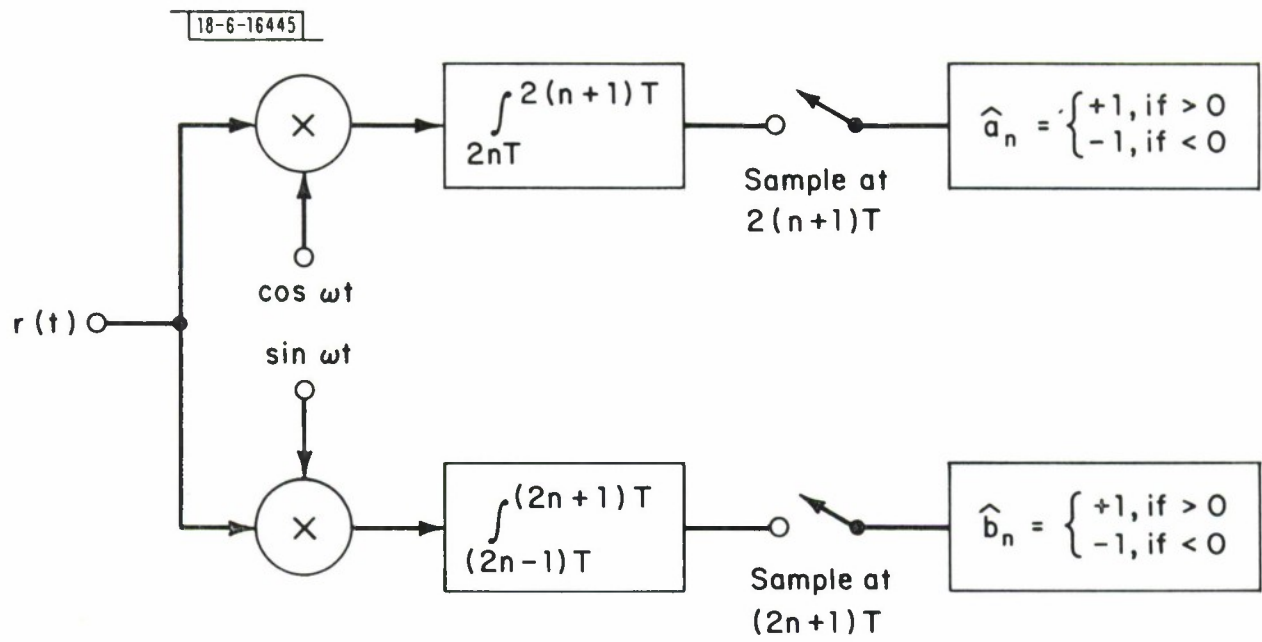 18-6-16445
×
∫ 2(n+1)T
2nT
Sample at
2(n+1)T
â_n = { +1, if > 0
-1, if < 0
cos ωt
r(t)
sin ωt
×
∫ (2n+1)T
(2n-1)T
Sample at
(2n+1)T
b̂_n = { +1, if > 0
-1, if < 0